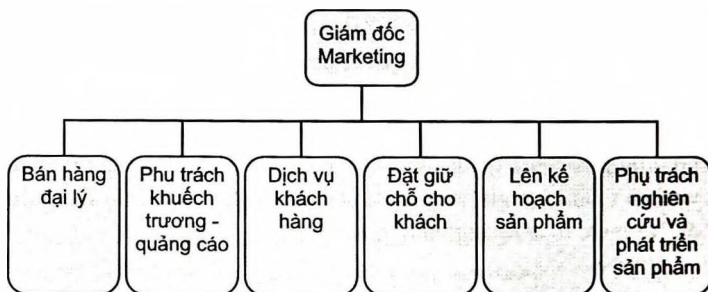 Giám đốc
Marketing
Bán hàng
đại lý
Phu trách
khuếch
trương -
quảng cáo
Dịch vụ
khách
hàng
Đặt giữ
chỗ cho
khách
Lên kế
hoạch
sản phẩm
Phụ trách
nghiên
cứu và
phát triển
sản phẩm